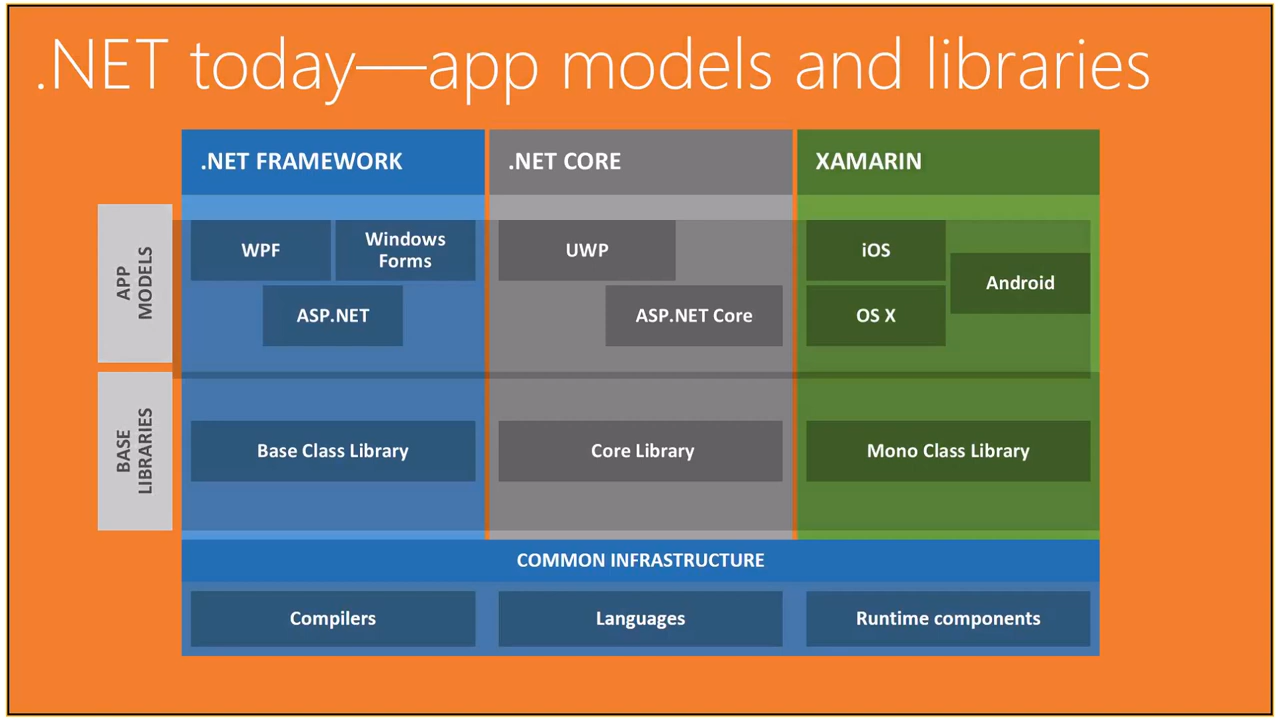 .NET today—app models and libraries
.NET FRAMEWORK
.NET CORE
XAMARIN
APP
MODELS
WPF
Windows
Forms
ASP.NET
UWP
ASP.NET Core
iOS
Android
OS X
BASE
LIBRARIES
Base Class Library
Core Library
Mono Class Library
COMMON INFRASTRUCTURE
Compilers
Languages
Runtime components